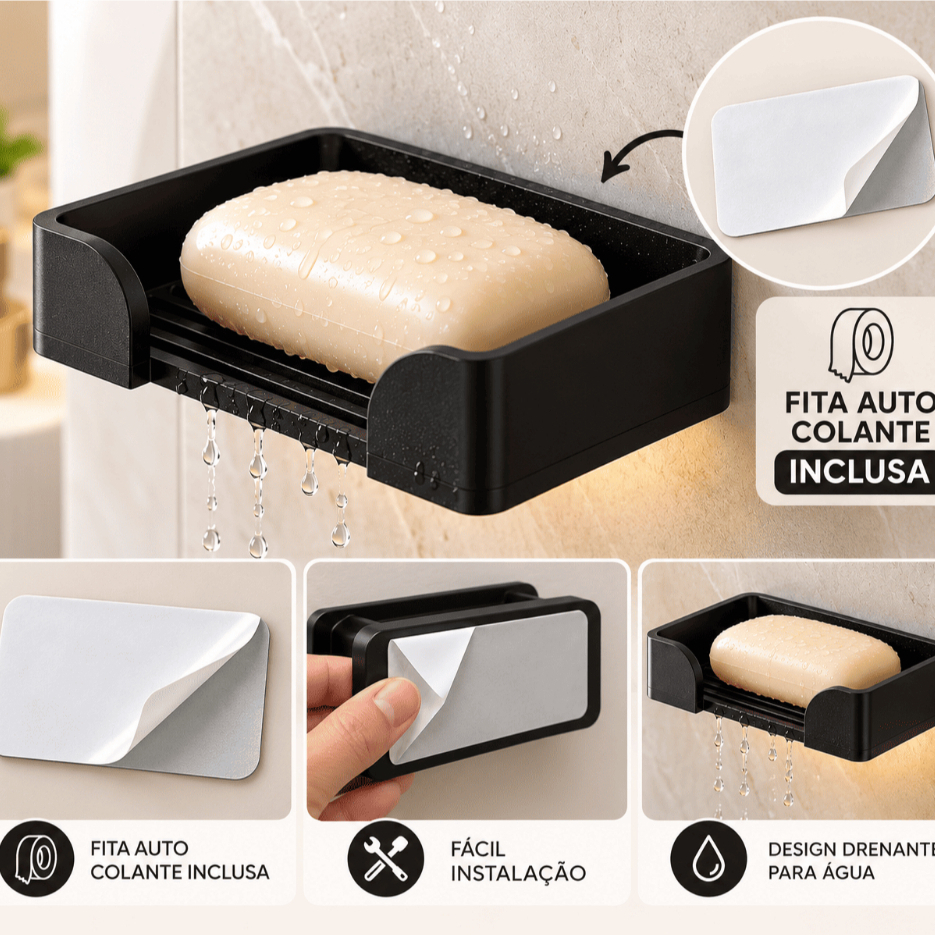 FITA AUTO
COLANTE
INCLUSA
FITA AUTO
COLANTE INCLUSA
FÁCIL
INSTALAÇÃO
DESIGN DRENANTE
PARA ÁGUA